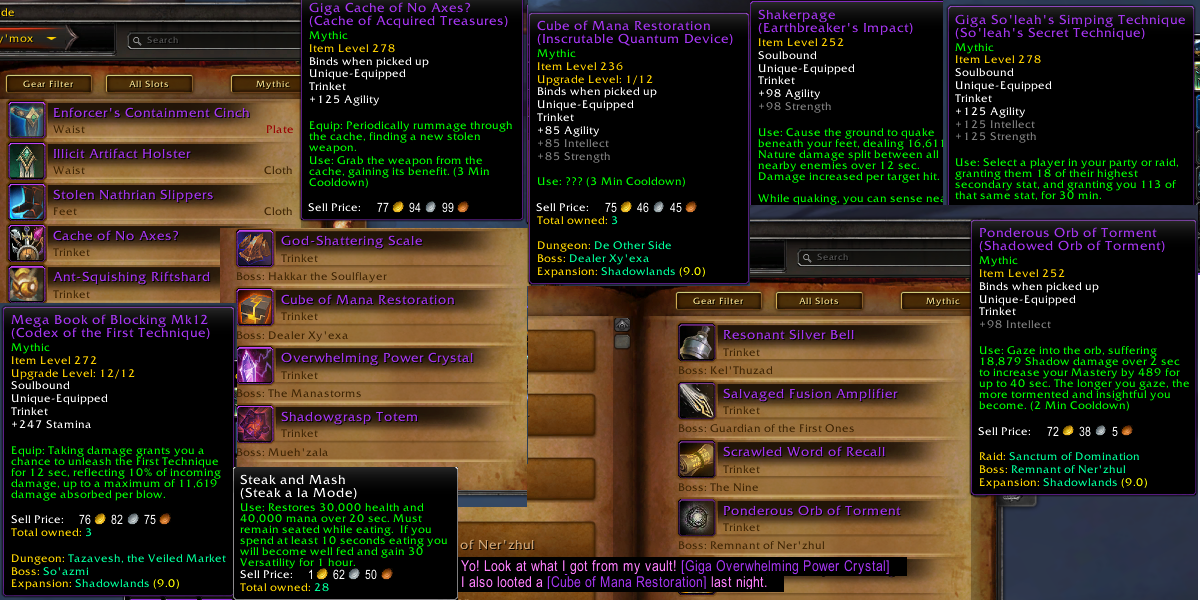 de
y'mox
Search
Gear Filter
All Slots
Mythic
Enforcer's Containment Cinch
Waist
Plate
Illicit Artifact Holster
Waist
Cloth
Stolen Nathrian Slippers
Feet
Cloth
Cache of No Axes?
Trinket
Ant-Squishing Riftshard
Trinket
Giga Cache of No Axes?
(Cache of Acquired Treasures)
Mythic
Item Level 278
Binds when picked up
Unique-Equipped
Trinket
+125 Agility
Equip: Periodically rummage through
the cache, finding a new stolen
weapon.
Use: Grab the weapon from the
cache, gaining its benefit. (3 Min
Cooldown)
Sell Price: 77 94 99
Cube of Mana Restoration
(Inscrutable Quantum Device)
Mythic
Item Level 236
Upgrade Level: 1/12
Binds when picked up
Unique-Equipped
Trinket
+85 Agility
+85 Intellect
+85 Strength
Use: ??? (3 Min Cooldown)
Sell Price: 75 46 45
Total owned: 3
Dungeon: De Other Side
Boss: Dealer Xy'exa
Expansion: Shadowlands (9.0)
Shakerpage
(Earthbreaker's Impact)
Item Level 252
Soulbound
Unique-Equipped
Trinket
+98 Agility
+98 Strength
Use: Cause the ground to quake
beneath your feet, dealing 16,611
Nature damage split between all
nearby enemies over 12 sec.
Damage increased per target hit.
While quaking, you can sense nea
Giga So'leah's Simping Technique
(So'leah's Secret Technique)
Mythic
Item Level 278
Soulbound
Unique-Equipped
Trinket
+125 Agility
+125 Intellect
+125 Strength
Use: Select a player in your party or raid,
granting them 18 of their highest
secondary stat, and granting you 113 of
that same stat, for 30 min.
God-Shattering Scale
Trinket
Boss: Hakkar the Soulflayer
Cube of Mana Restoration
Trinket
Boss: Dealer Xy'exa
Overwhelming Power Crystal
Trinket
Boss: The Manastorms
Shadowgrasp Totem
Trinket
Boss: Mueh'zala
Mega Book of Blocking Mk12
(Codex of the First Technique)
Mythic
Item Level 272
Upgrade Level: 12/12
Soulbound
Unique-Equipped
Trinket
+247 Stamina
Equip: Taking damage grants you a
chance to unleash the First Technique
for 12 sec, reflecting 10% of incoming
damage, up to a maximum of 11,619
damage absorbed per blow.
Sell Price: 76 82 75
Total owned: 3
Dungeon: Tazavesh, the Veiled Market
Boss: So'azmi
Expansion: Shadowlands (9.0)
Steak and Mash
(Steak a la Mode)
Use: Restores 30,000 health and
40,000 mana over 20 sec. Must
remain seated while eating. If you
spend at least 10 seconds eating you
will become well fed and gain 30
Versatility for 1 hour.
Sell Price: 1 62 50
Total owned: 28
Search
Gear Filter
All Slots
Mythic
Resonant Silver Bell
Trinket
Boss: Kel'Thuzad
Salvaged Fusion Amplifier
Trinket
Boss: Guardian of the First Ones
Scrawled Word of Recall
Trinket
Boss: The Nine
Ponderous Orb of Torment
Trinket
Boss: Remnant of Ner'zhul
Ponderous Orb of Torment
(Shadowed Orb of Torment)
Mythic
Item Level 252
Binds when picked up
Unique-Equipped
Trinket
+98 Intellect
Use: Gaze into the orb, suffering
18,879 Shadow damage over 2 sec
to increase your Mastery by 489 for
up to 40 sec. The longer you gaze, the
more tormented and insightful you
become. (2 Min Cooldown)
Sell Price: 72 38 5
Raid: Sanctum of Domination
Boss: Remnant of Ner'zhul
Expansion: Shadowlands (9.0)
of Ner'zhul
Yo! Look at what I got from my vault! [Giga Overwhelming Power Crystal]
I also looted a [Cube of Mana Restoration] last night.